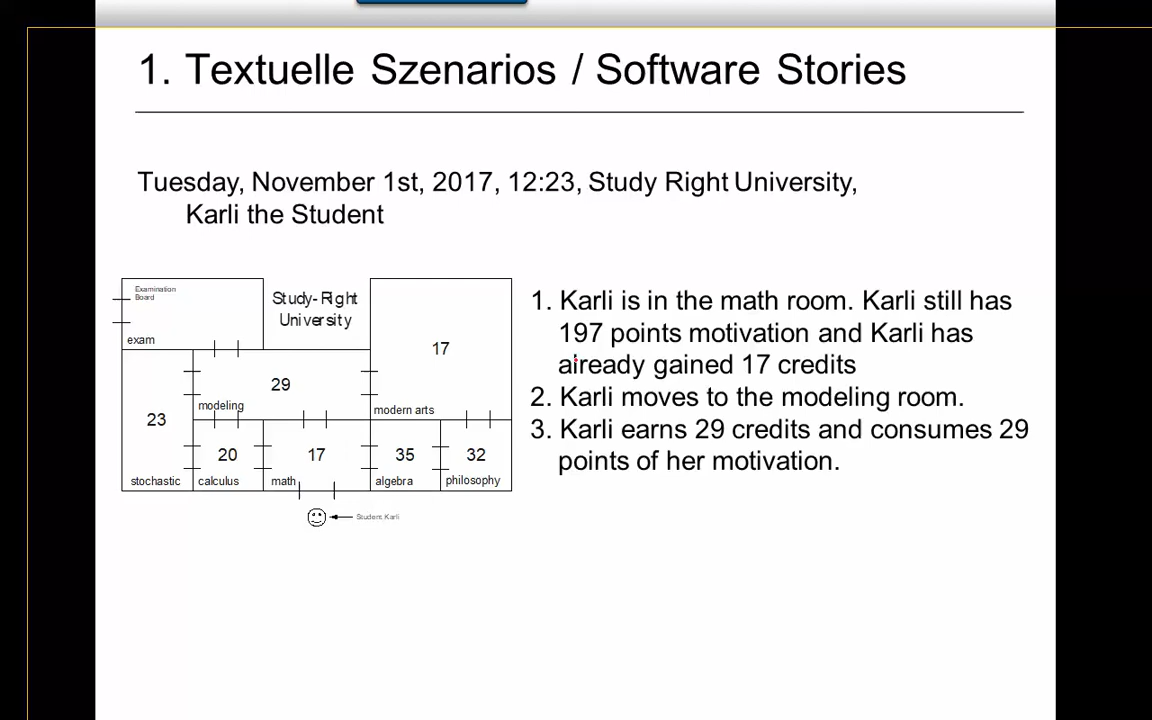 1. Textuelle Szenarios / Software Stories
Tuesday, November 1st, 2017, 12:23, Study Right University,
Karli the Student
Examination
Board
exam
Study-Right
University
17
29
modeling
modern arts
23
20
17
35
32
stochastic
calculus
math
algebra
philosophy
Student Karli
1. Karli is in the math room. Karli still has
197 points motivation and Karli has
already gained 17 credits
2. Karli moves to the modeling room.
3. Karli earns 29 credits and consumes 29
points of her motivation.